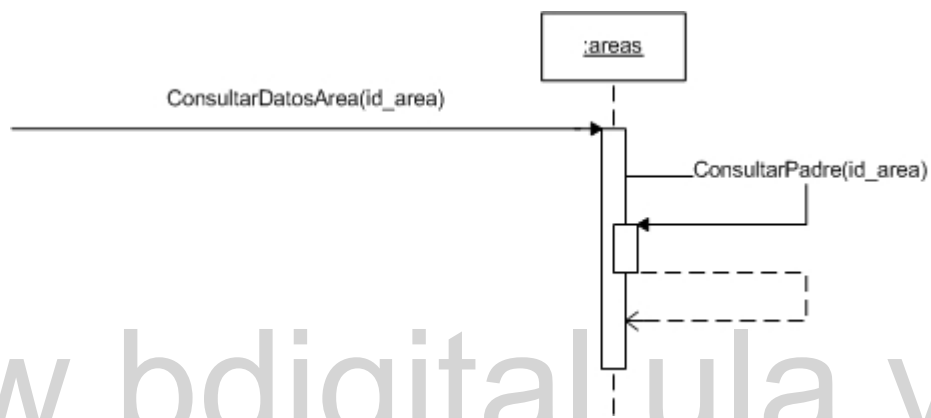 :areas
ConsultarDatosArea(id_area)
ConsultarPadre(id_area)
w bdigital.ula.v